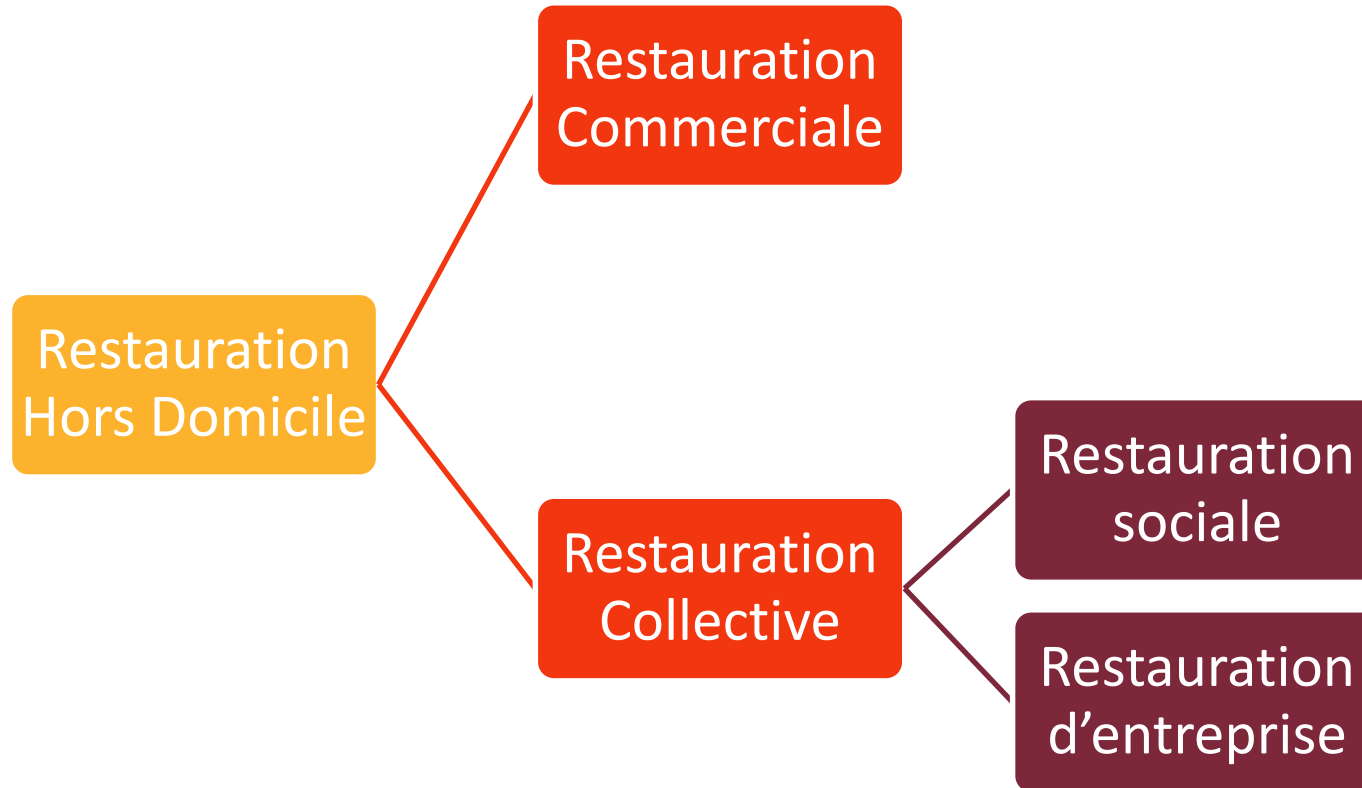 Restauration
Commerciale
Restauration
Hors Domicile
Restauration
Collective
Restauration
sociale
Restauration
d’entreprise